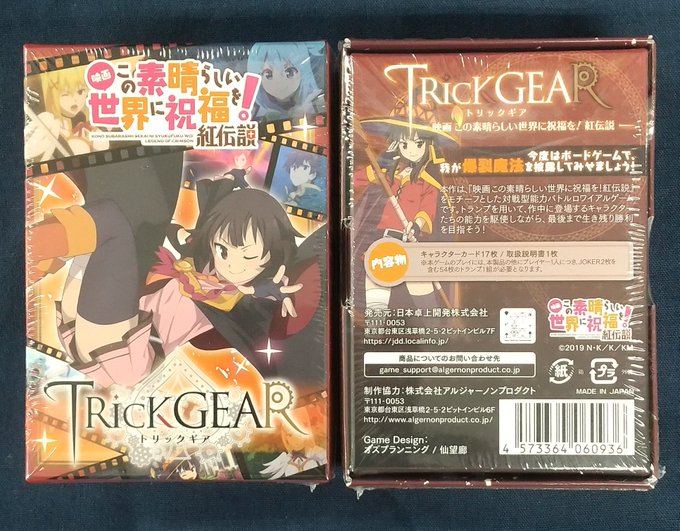 映画
この素晴らしい
世界に祝福を!
KONO SUBARASHII SEKAI NI SYUKUFUKU WO!
LEGEND OF CRIMSON
紅伝説
TRICKGEAR
トリックギア
TRICKGEAR
トリックギア
映画 この素晴らしい世界に祝福を! 紅伝説
今度はボードゲームで、
我が爆裂魔法を披露してみせましょう!
本作は、『映画 この素晴らしい世界に祝福を! 紅伝説』
をモチーフとした対戦型能力バトルロワイアルゲーム
です。トランプを用いて、作中に登場するキャラクター
たちの能力を駆使しながら、最後まで生き残り勝利
を目指そう!
内容物
キャラクターカード17枚 / 取扱説明書1枚
※本ゲームのプレイには、本製品の他にプレイヤー1人につき、JOKER2枚を
含む54枚のトランプ1組が必要となります。
発売元:日本卓上開発株式会社
〒111-0053
東京都台東区浅草橋2-5-2ピットインビル7F
https://jdd.localinfo.jp/
商品についてのお問い合わせ先
game_support@algernonproduct.co.jp
制作協力:株式会社アルジャーノンプロダクト
〒111-0053
東京都台東区浅草橋2-5-2ピットインビル6F
http://www.algernonproduct.co.jp/
Game Design:
オズプランニング / 仙望廊
映画
この素晴らしい
世界に祝福を!
紅伝説
©2019 N・K/K/KM
紙
プラ
MADE IN JAPAN
4 573364 060936